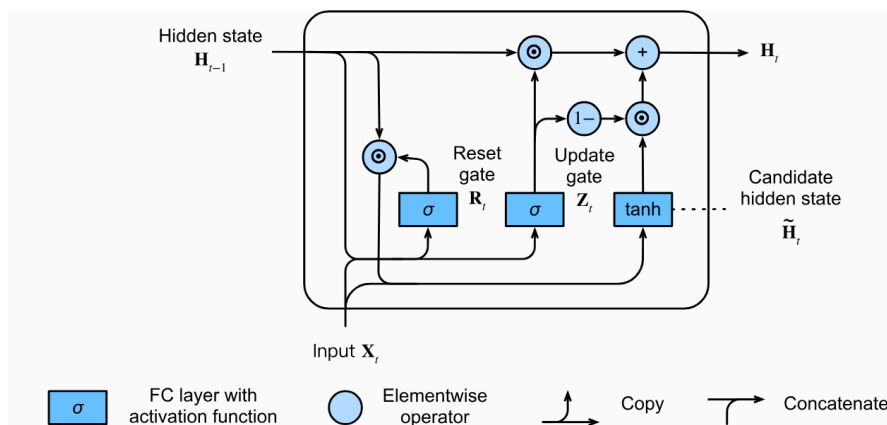 Hidden state
H_{t−1}
⊙
+
H_t
1−
⊙
⊙
Reset
gate
R_t
Update
gate
Z_t
σ
σ
tanh
Candidate
hidden state
H̃_t
Input X_t
σ
FC layer with
activation function
Elementwise
operator
Copy
Concatenate